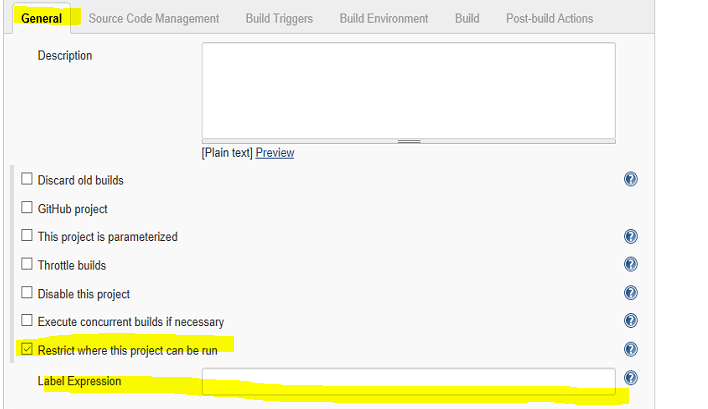 General Source Code Management Build Triggers Build Environment Build Post-build Actions
Description
[Plain text] Preview
Discard old builds
GitHub project
This project is parameterized
Throttle builds
Disable this project
Execute concurrent builds if necessary
Restrict where this project can be run
Label Expression